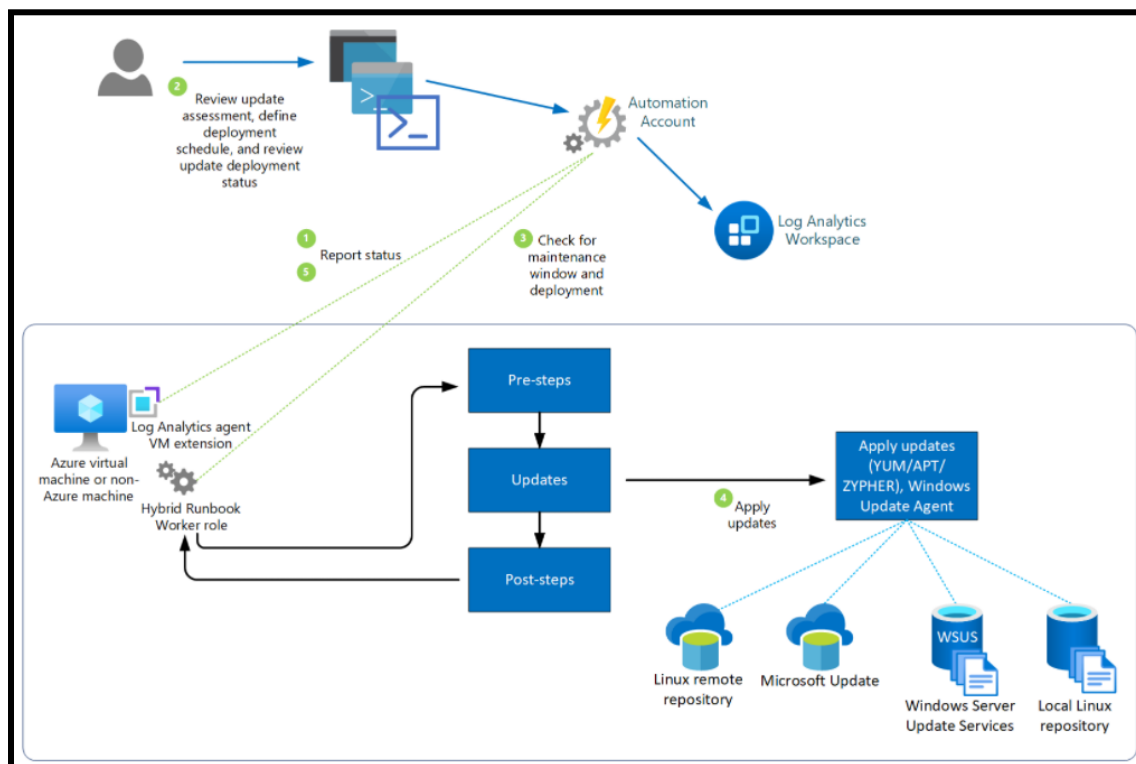 2
Review update
assessment, define
deployment
schedule, and review
update deployment
status
Automation
Account
Log Analytics
Workspace
1
Report status
5
3
Check for
maintenance
window and
deployment
Pre-steps
Log Analytics agent
VM extension
Azure virtual
machine or non-
Azure machine
Hybrid Runbook
Worker role
Updates
4
Apply
updates
Apply updates
(YUM/APT/
ZYPHER), Windows
Update Agent
Post-steps
Linux remote
repository
Microsoft Update
WSUS
Windows Server
Update Services
Local Linux
repository